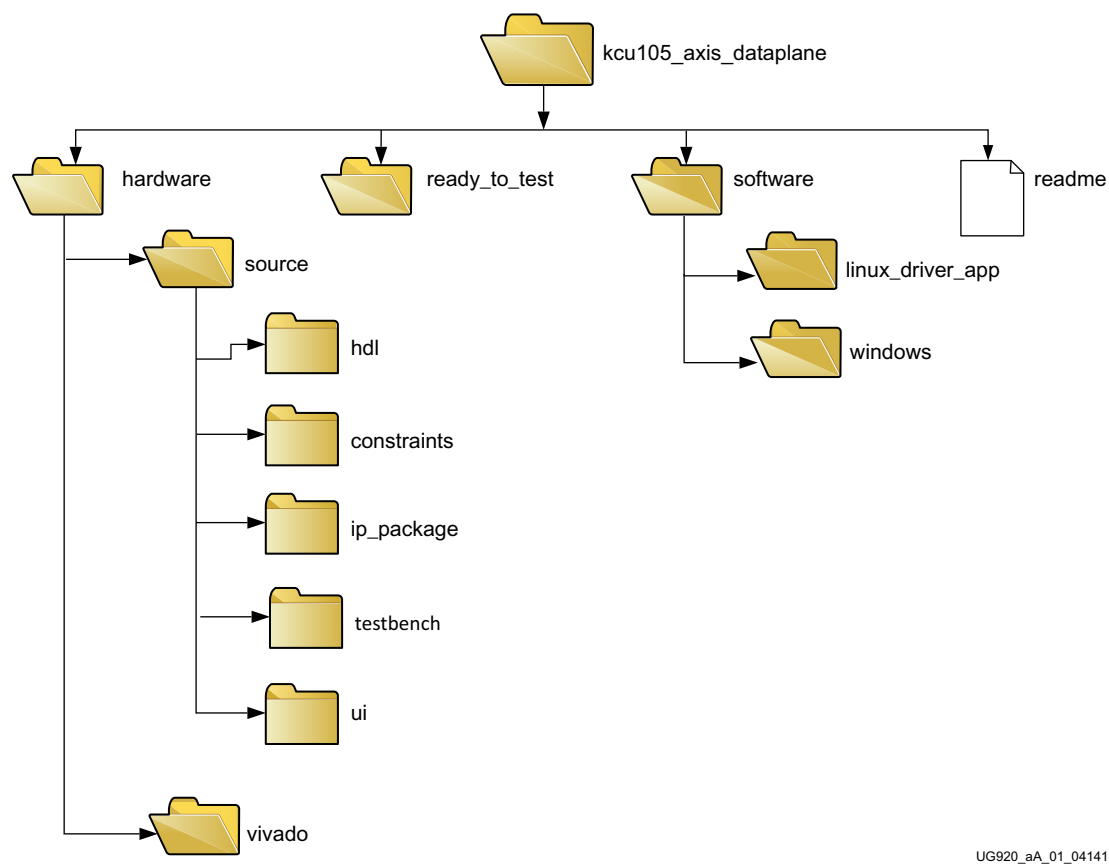 kcu105_axis_dataplane
hardware
ready_to_test
software
readme
source
linux_driver_app
hdl
windows
constraints
ip_package
testbench
ui
vivado
UG920_aA_01_04141